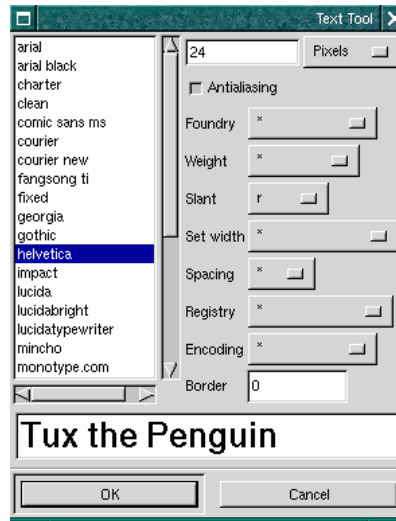 Text Tool
arial
arial black
charter
clean
comic sans ms
courier
courier new
fangsong ti
fixed
georgia
gothic
helvetica
impact
lucida
lucidabright
lucidatypewriter
mincho
monotype.com
24 Pixels
Antialiasing
Foundry *
Weight *
Slant r
Set width *
Spacing *
Registry *
Encoding *
Border 0
Tux the Penguin
OK Cancel